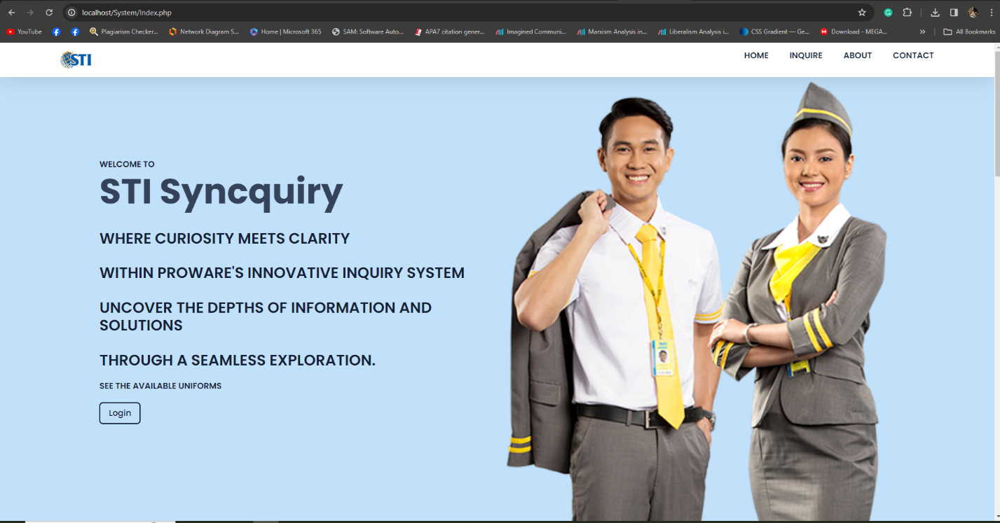 localhost/System/Index.php
YouTube
Plagiarism Checker...
Network Diagram S...
Home | Microsoft 365
SAM: Software Auto...
APA7 citation gener...
Imagined Communi...
Marxism Analysis in...
Liberalism Analysis i...
CSS Gradient — Ge...
Download - MEGA...
»
All Bookmarks
STI
HOME
INQUIRE
ABOUT
CONTACT
WELCOME TO
STI Syncquiry
WHERE CURIOSITY MEETS CLARITY
WITHIN PROWARE'S INNOVATIVE INQUIRY SYSTEM
UNCOVER THE DEPTHS OF INFORMATION AND
SOLUTIONS
THROUGH A SEAMLESS EXPLORATION.
SEE THE AVAILABLE UNIFORMS
Login